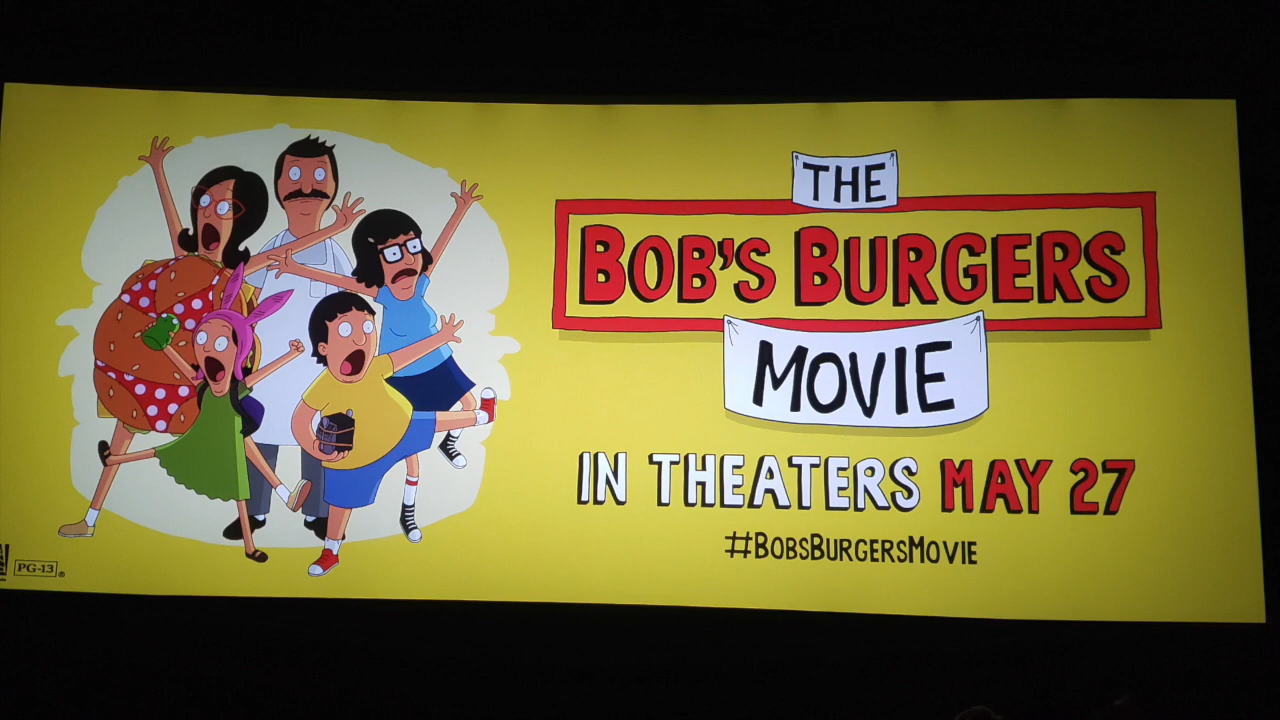 THE
BOB'S BURGERS
MOVIE
IN THEATERS MAY 27
#BOBSBURGERSMOVIE
PG-13